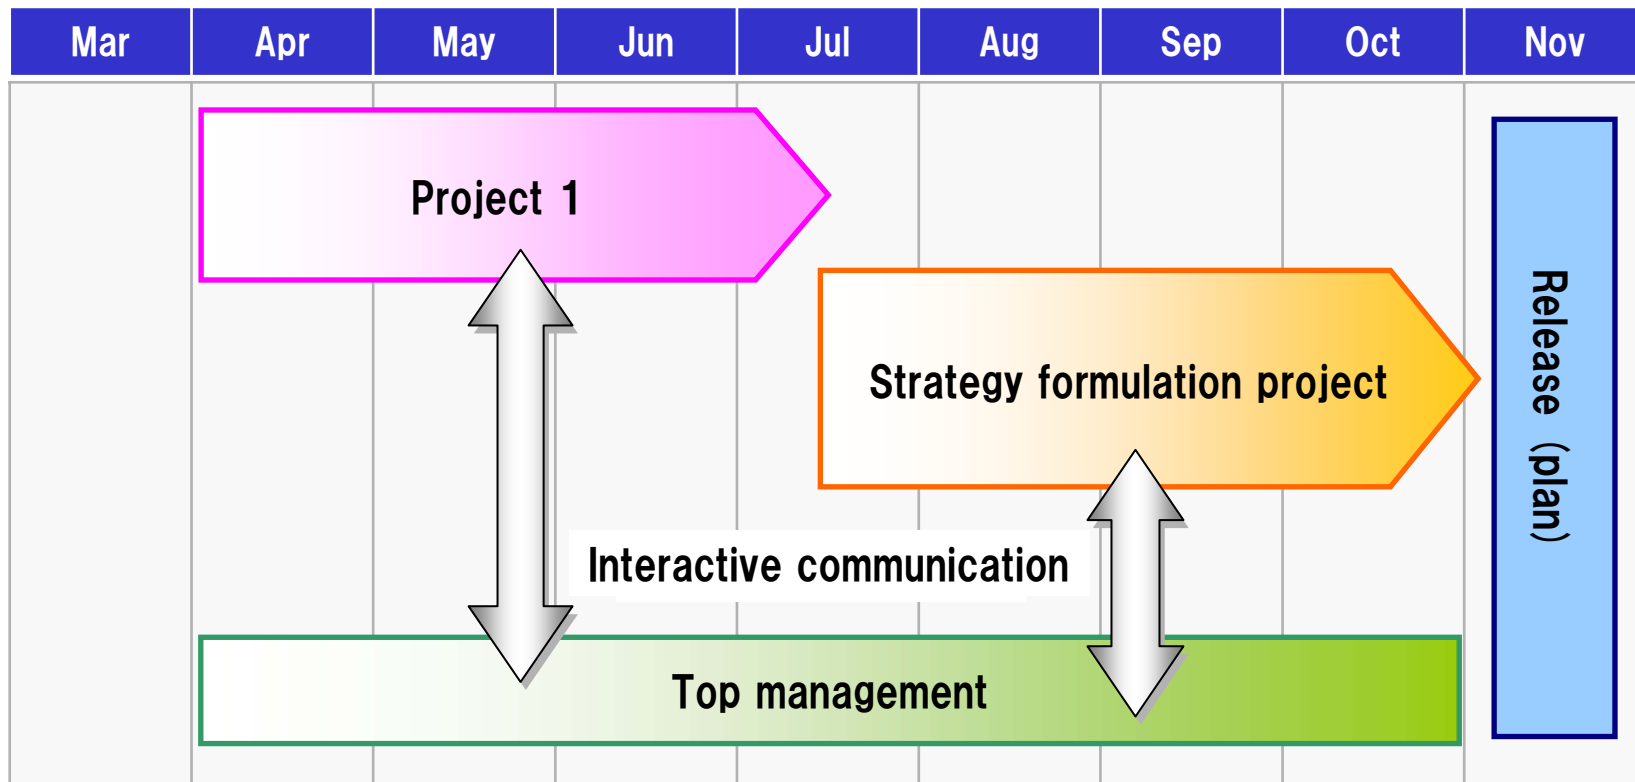 Mar Apr May Jun Jul Aug Sep Oct Nov
Project 1
Strategy formulation project
Release (plan)
Interactive communication
Top management